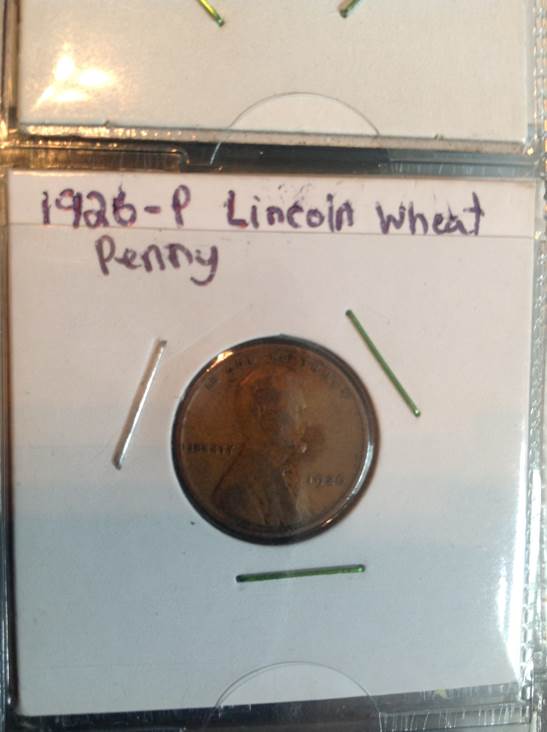 1926-P Lincoln Wheat
Penny
LIBERTY
1926